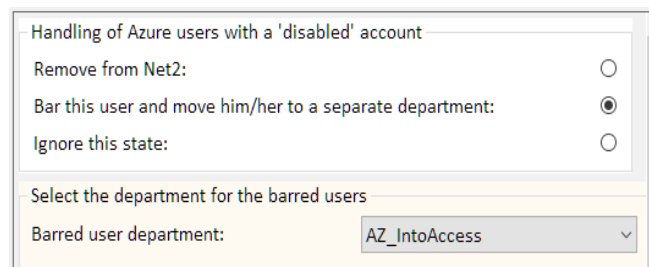 Handling of Azure users with a 'disabled' account
Remove from Net2:
Bar this user and move him/her to a separate department:
Ignore this state:
Select the department for the barred users
Barred user department: AZ_IntoAccess